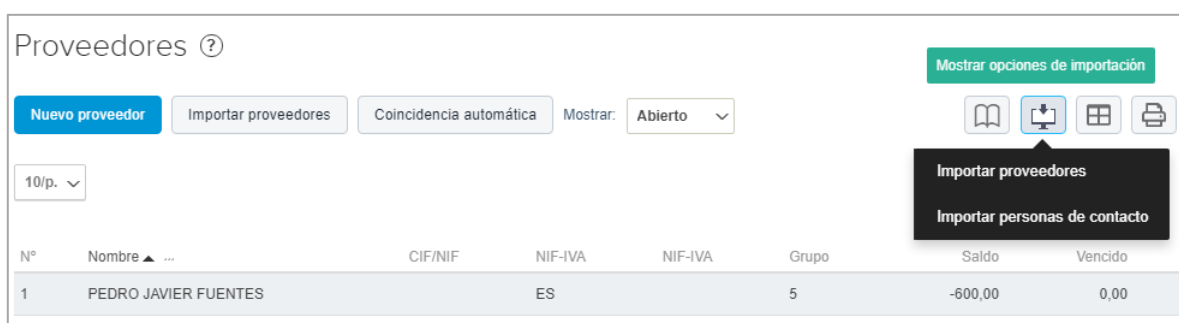 Proveedores ?
Mostrar opciones de importación
Nuevo proveedor Importar proveedores Coincidencia automática Mostrar: Abierto
Importar proveedores
10/p.
Importar personas de contacto
Nº Nombre ... CIF/NIF NIF-IVA NIF-IVA Grupo Saldo Vencido
1 PEDRO JAVIER FUENTES ES 5 -600,00 0,00